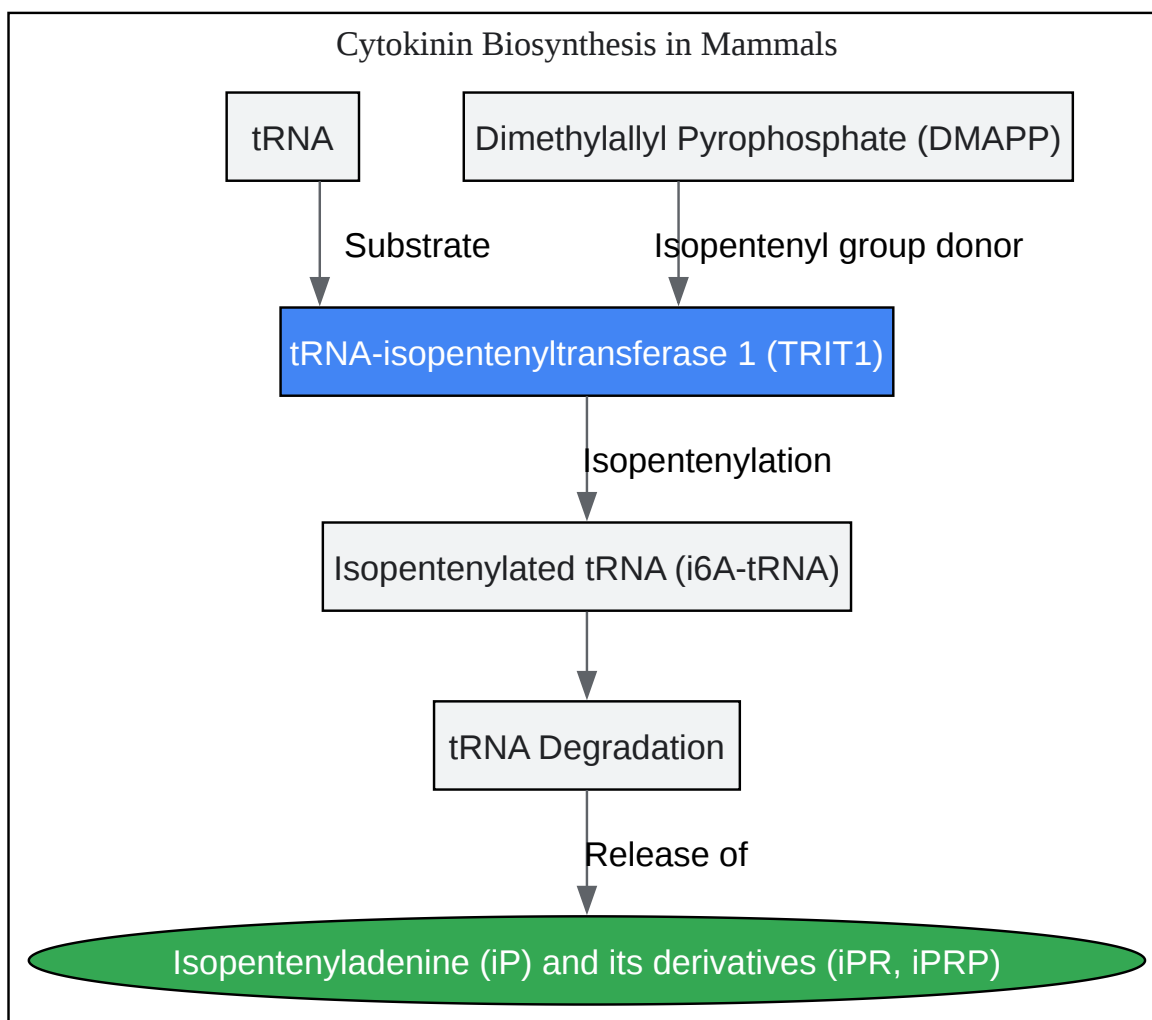 Cytokinin Biosynthesis in Mammals
tRNA
Dimethylallyl Pyrophosphate (DMAPP)
Substrate
Isopentenyl group donor
tRNA-isopentenyltransferase 1 (TRIT1)
Isopentenylation
Isopentenylated tRNA (i6A-tRNA)
tRNA Degradation
Release of
Isopentenyladenine (iP) and its derivatives (iPR, iPRP)